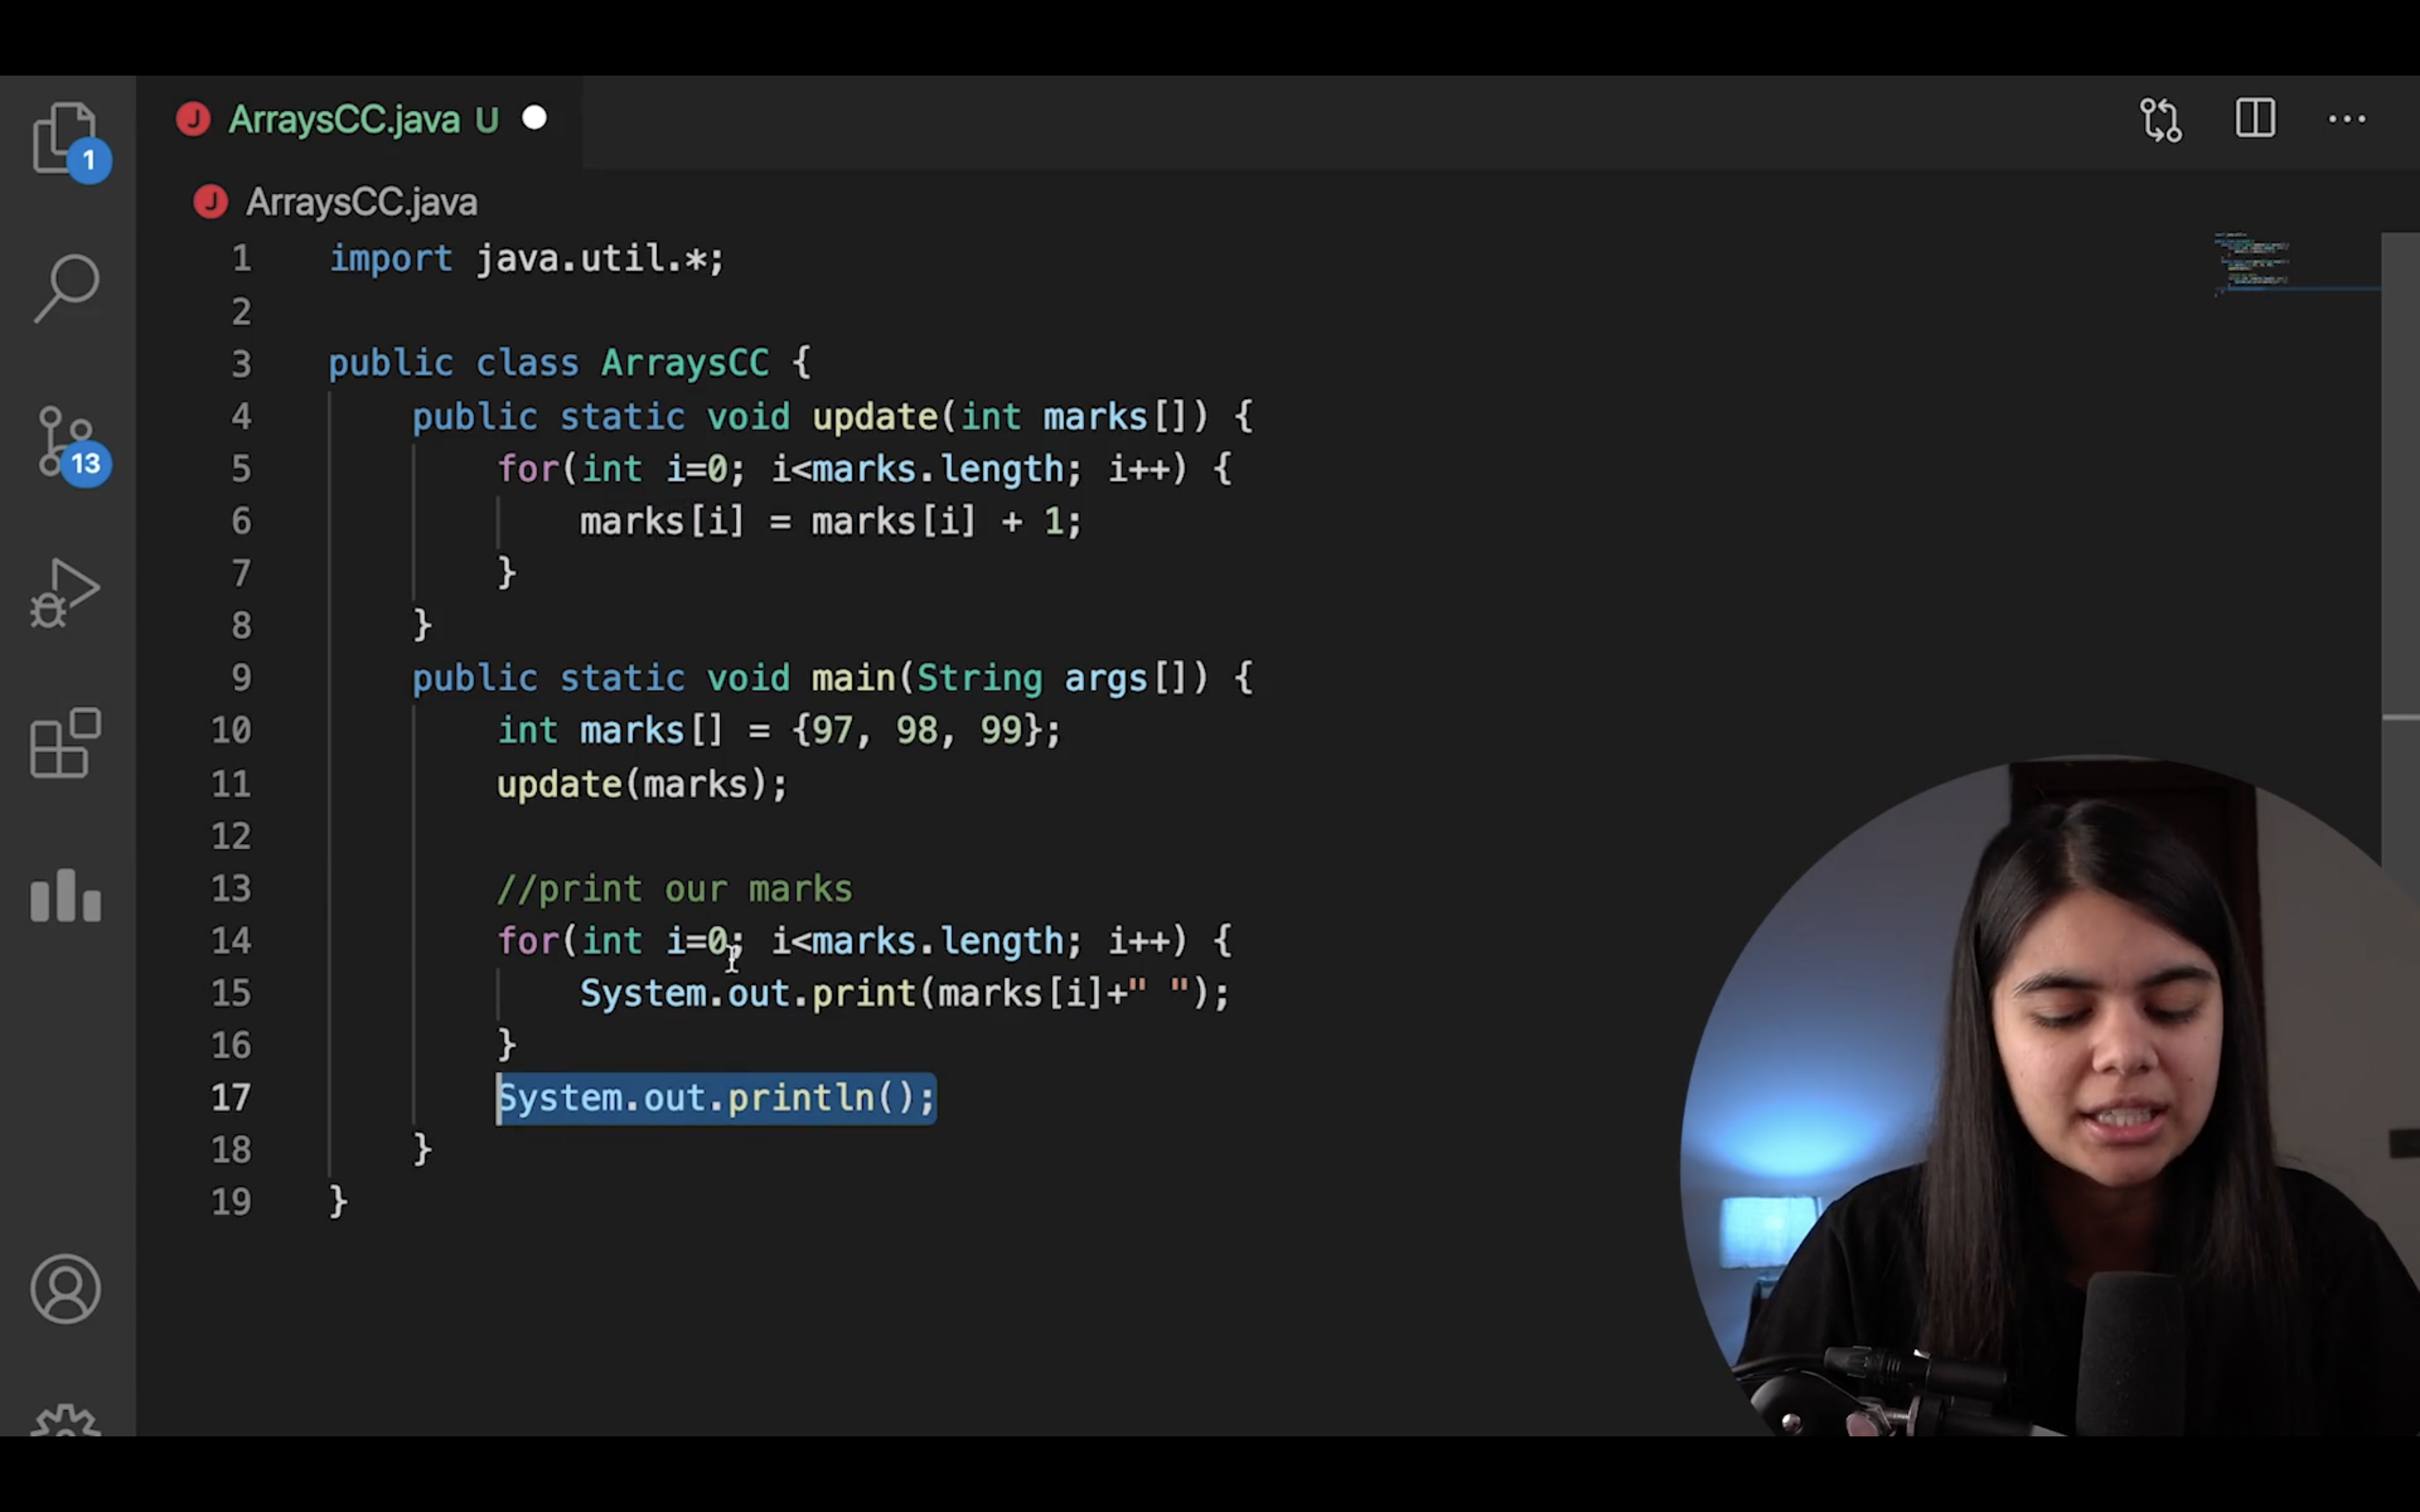 ArraysCC.java U
ArraysCC.java
1
13
1 import java.util.*;
2
3 public class ArraysCC {
4 public static void update(int marks[]) {
5 for(int i=0; i<marks.length; i++) {
6 marks[i] = marks[i] + 1;
7 }
8 }
9 public static void main(String args[]) {
10 int marks[] = {97, 98, 99};
11 update(marks);
12
13 //print our marks
14 for(int i=0; i<marks.length; i++) {
15 System.out.print(marks[i]+" ");
16 }
17 System.out.println();
18 }
19 }